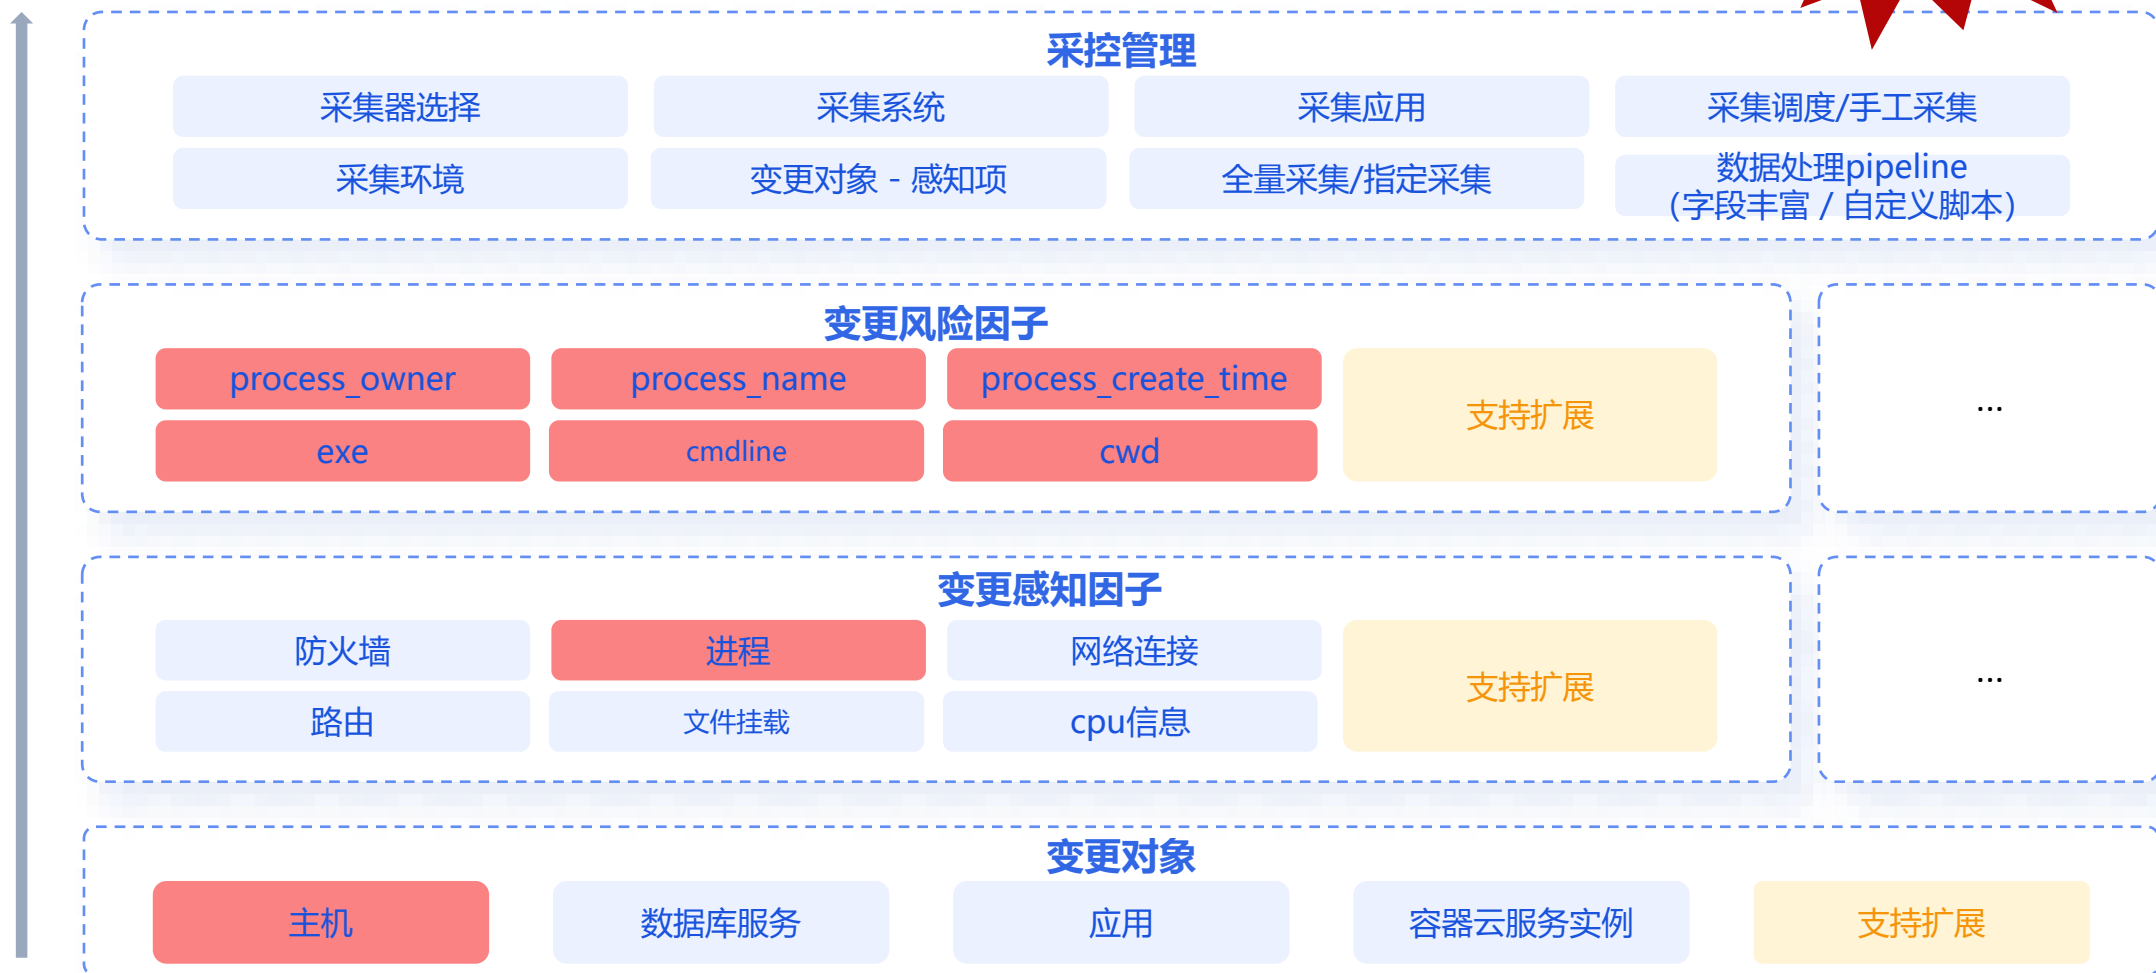 采控管理
采集器选择
采集系统
采集应用
采集调度/手工采集
采集环境
变更对象 - 感知项
全量采集/指定采集
数据处理pipeline
（字段丰富 / 自定义脚本）
变更风险因子
process_owner
process_name
process_create_time
支持扩展
...
exe
cmdline
cwd
变更感知因子
防火墙
进程
网络连接
支持扩展
...
路由
文件挂载
cpu信息
变更对象
主机
数据库服务
应用
容器云服务实例
支持扩展